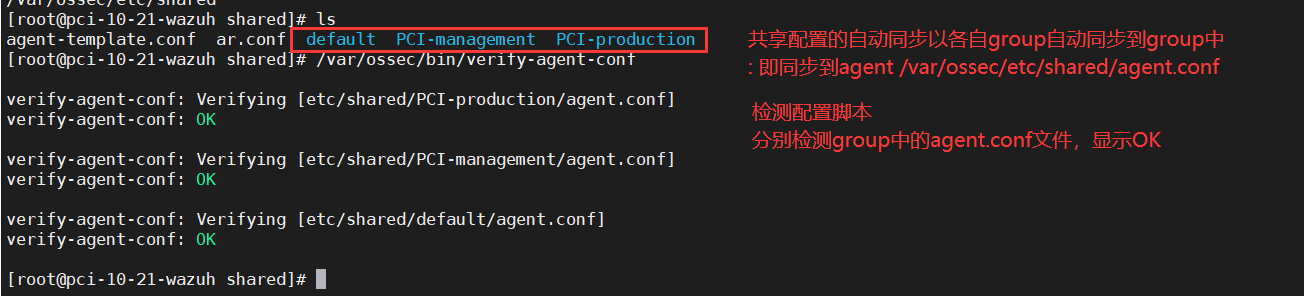 /var/ossec/etc/shared
[root@pci-10-21-wazuh shared]# ls
agent-template.conf ar.conf default PCI-management PCI-production
[root@pci-10-21-wazuh shared]# /var/ossec/bin/verify-agent-conf
verify-agent-conf: Verifying [etc/shared/PCI-production/agent.conf]
verify-agent-conf: OK
verify-agent-conf: Verifying [etc/shared/PCI-management/agent.conf]
verify-agent-conf: OK
verify-agent-conf: Verifying [etc/shared/default/agent.conf]
verify-agent-conf: OK
[root@pci-10-21-wazuh shared]#
共享配置的自动同步以各自group自动同步到group中
: 即同步到agent /var/ossec/etc/shared/agent.conf
检测配置脚本
分别检测group中的agent.conf文件，显示OK